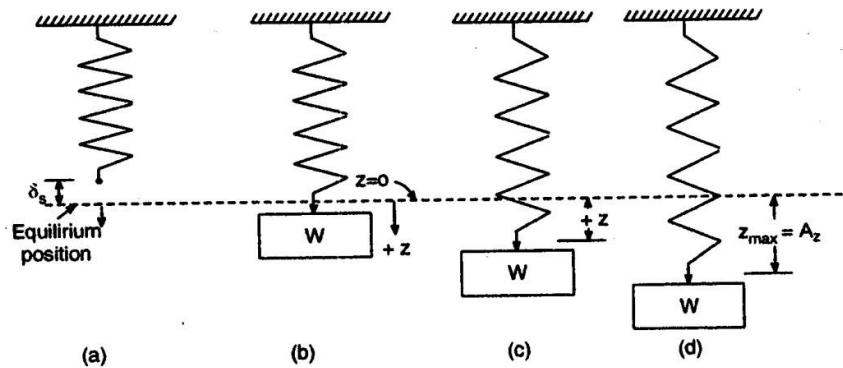 δs
Equilirium
position
z=0
W
+ z
W
+ z
W
zmax = Az
(a)
(b)
(c)
(d)